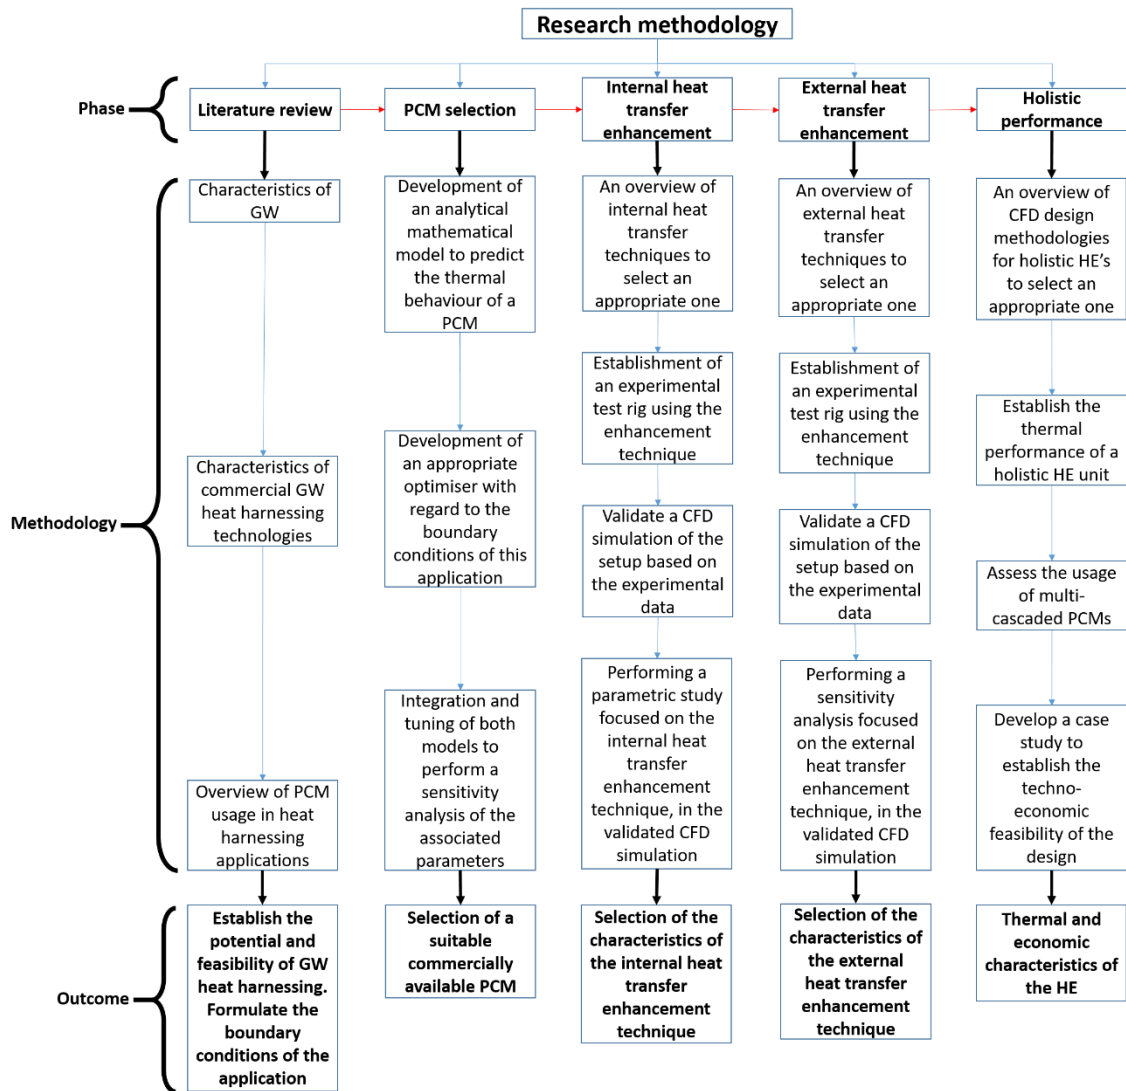 Research methodology
Phase
Literature review
PCM selection
Internal heat
transfer
enhancement
External heat
transfer
enhancement
Holistic
performance
Methodology
Characteristics of
GW
Characteristics of
commercial GW
heat harnessing
technologies
Overview of PCM
usage in heat
harnessing
applications
Development of
an analytical
mathematical
model to predict
the thermal
behaviour of a
PCM
Development of
an appropriate
optimiser with
regard to the
boundary
conditions of this
application
Integration and
tuning of both
models to
perform a
sensitivity
analysis of the
associated
parameters
An overview of
internal heat
transfer
techniques to
select an
appropriate one
Establishment of
an experimental
test rig using the
enhancement
technique
Validate a CFD
simulation of the
setup based on
the experimental
data
Performing a
parametric study
focused on the
internal heat
transfer
enhancement
technique, in the
validated CFD
simulation
An overview of
external heat
transfer
techniques to
select an
appropriate one
Establishment of
an experimental
test rig using the
enhancement
technique
Validate a CFD
simulation of the
setup based on
the experimental
data
Performing a
sensitivity
analysis focused
on the external
heat transfer
enhancement
technique, in the
validated CFD
simulation
An overview of
CFD design
methodologies
for holistic HE’s
to select an
appropriate one
Establish the
thermal
performance of a
holistic HE unit
Assess the usage
of multi-
cascaded PCMs
Develop a case
study to
establish the
techno-
economic
feasibility of the
design
Outcome
Establish the
potential and
feasibility of GW
heat harnessing.
Formulate the
boundary
conditions of the
application
Selection of a
suitable
commercially
available PCM
Selection of the
characteristics of
the internal heat
transfer
enhancement
technique
Selection of the
characteristics of
the external heat
transfer
enhancement
technique
Thermal and
economic
characteristics of
the HE